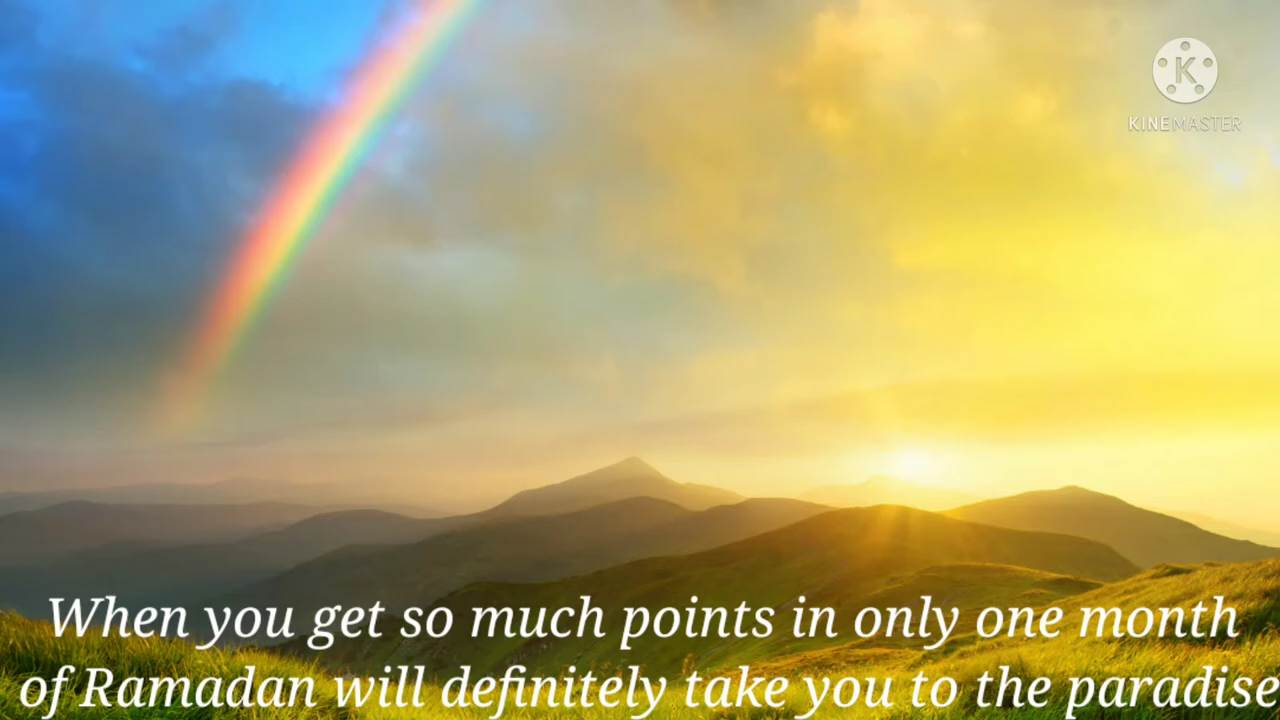 K
KINEMASTER
When you get so much points in only one month
of Ramadan will definitely take you to the paradise